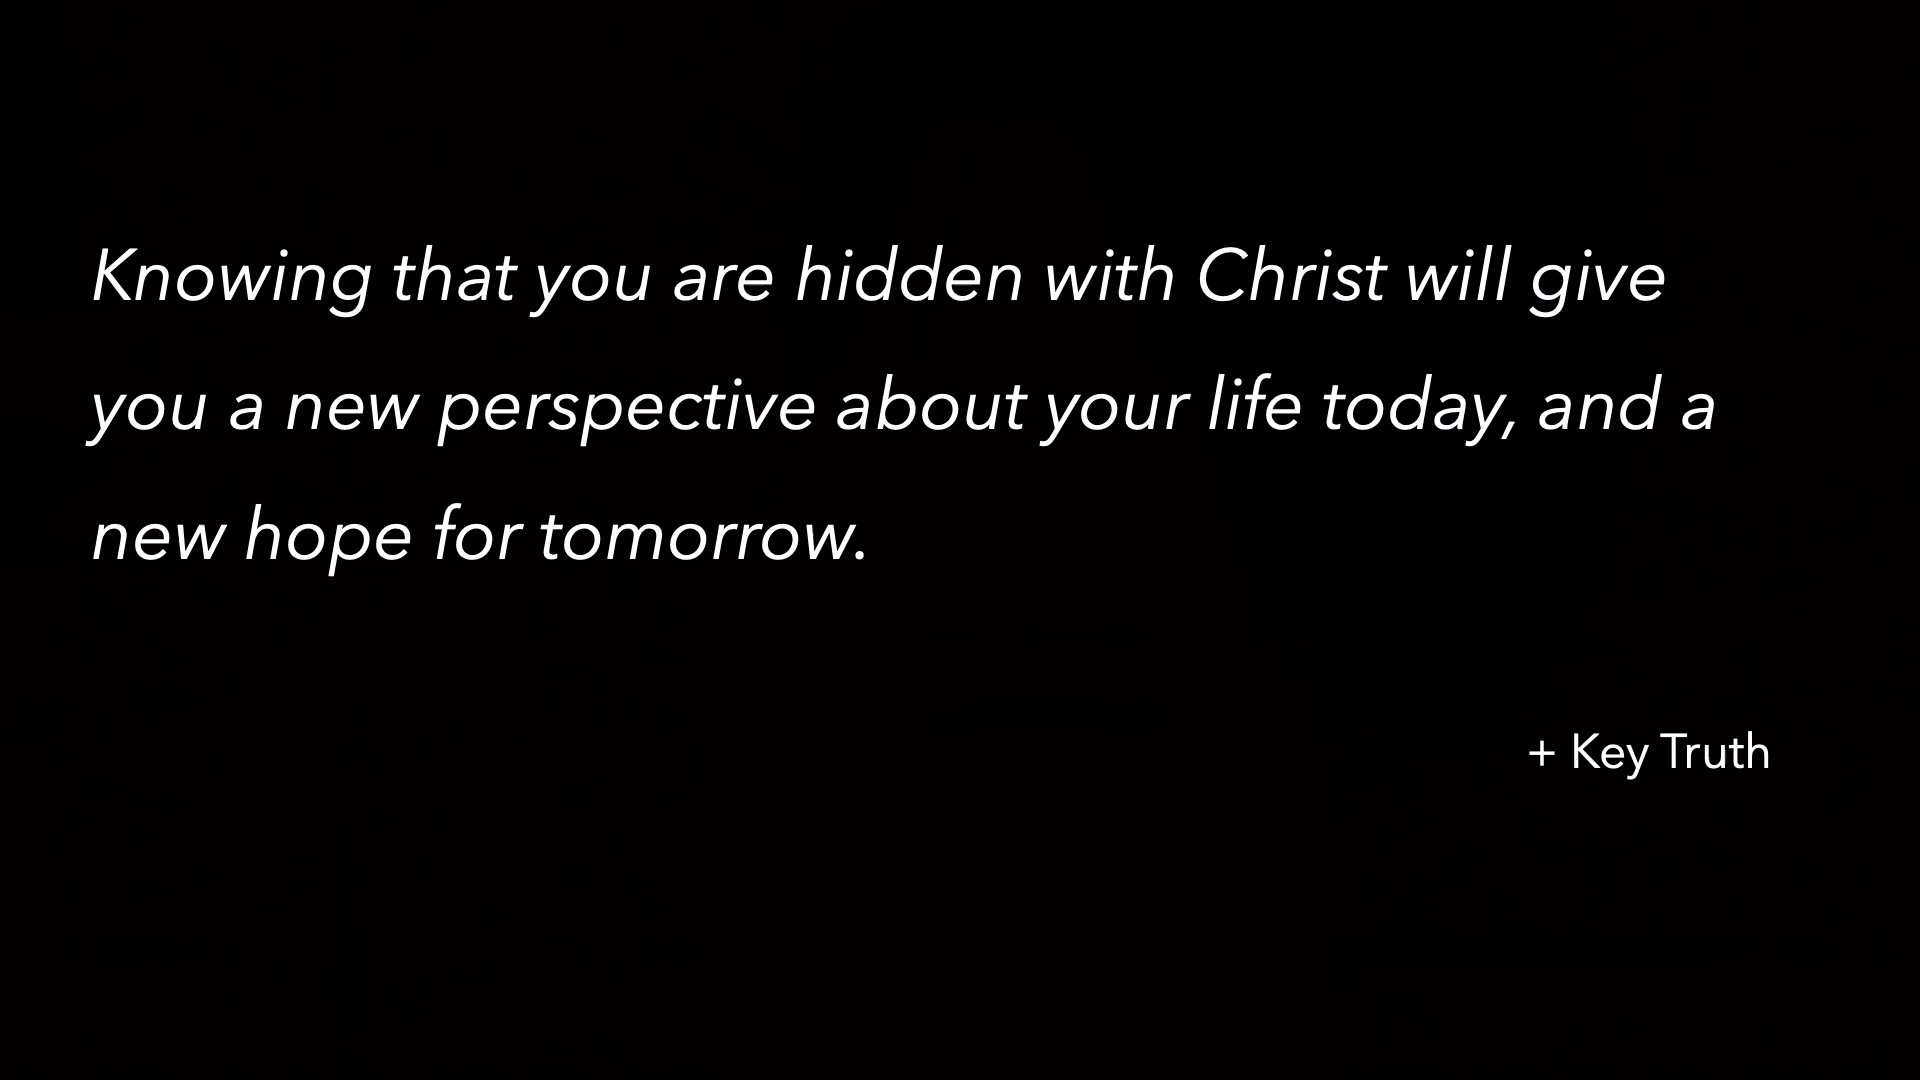 Knowing that you are hidden with Christ will give
you a new perspective about your life today, and a
new hope for tomorrow.
+ Key Truth